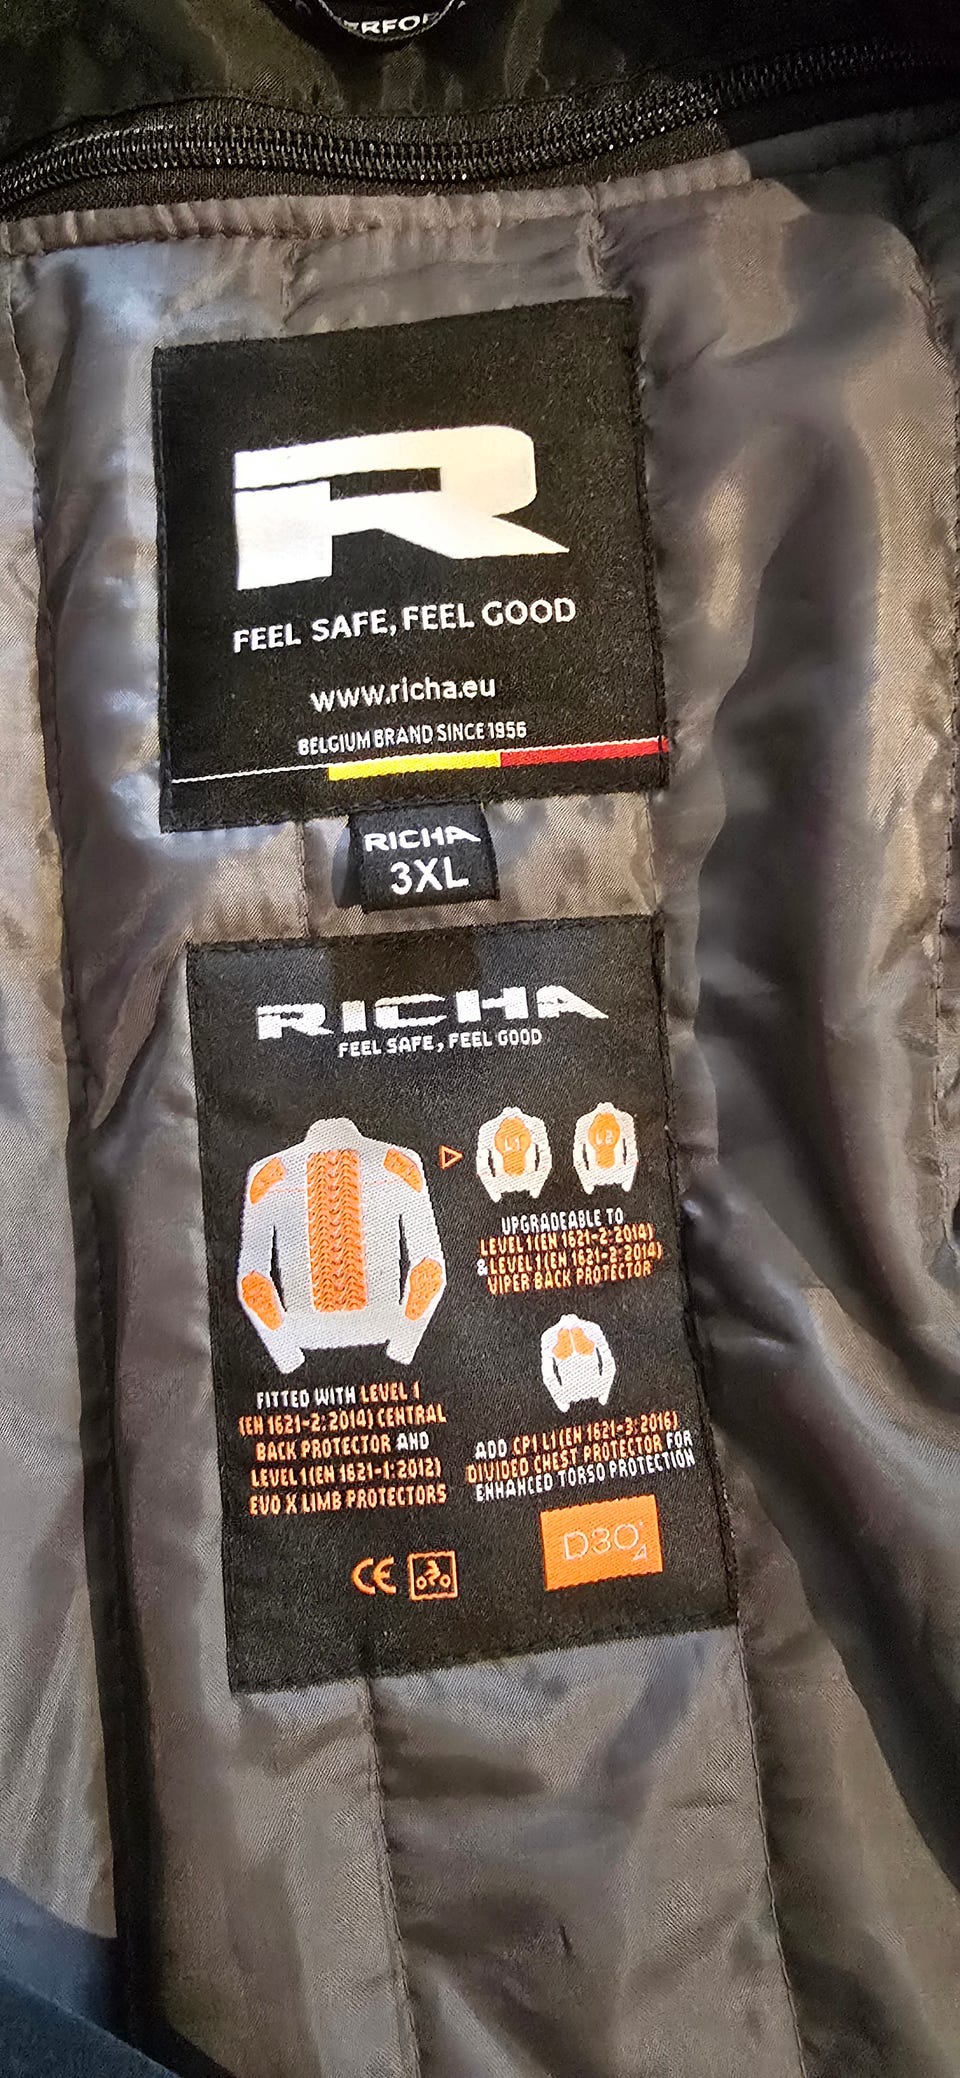 R
FEEL SAFE, FEEL GOOD
www.richa.eu
BELGIUM BRAND SINCE 1956
RICHA
3XL
RICHA
FEEL SAFE, FEEL GOOD
L1
L2
UPGRADEABLE TO
LEVEL 1 (EN 1621-2:2014)
& LEVEL 1 (EN 1621-2:2014)
VIPER BACK PROTECTOR
FITTED WITH LEVEL 1
(EN 1621-2:2014) CENTRAL
BACK PROTECTOR AND
LEVEL 1 (EN 1621-1:2012)
EVO X LIMB PROTECTORS
ADD CP1 L1 (EN 1621-3:2016)
DIVIDED CHEST PROTECTOR FOR
ENHANCED TORSO PROTECTION
CE
D3O